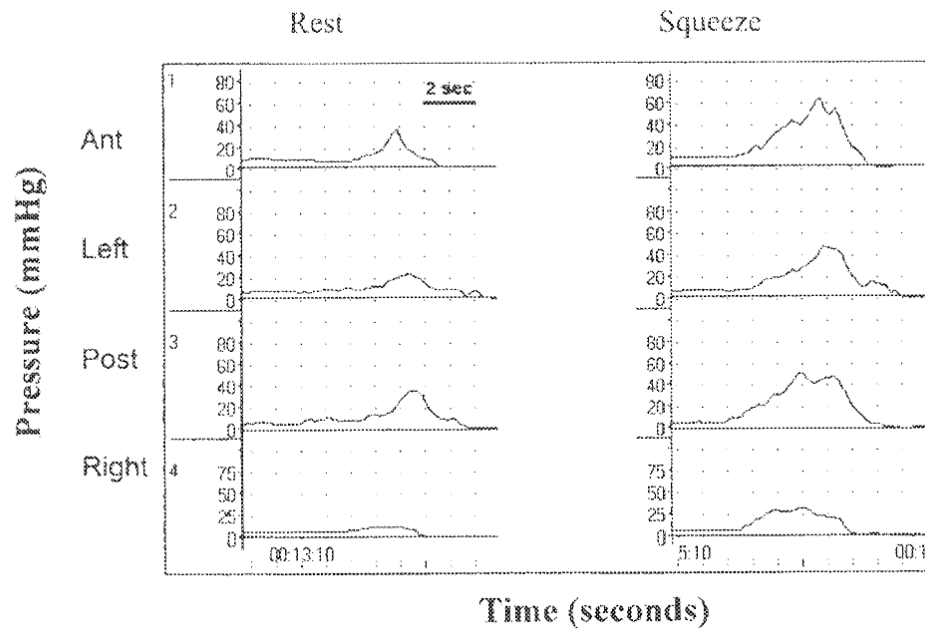 Rest Squeeze
Pressure (mmHg)
1 80 2 sec 80
Ant 60 60
40 40
20 20
0 0
2 80 80
Left 60 60
40 40
20 20
0 0
3 80 80
Post 60 60
40 40
20 20
0 0
Right 4 75 75
50 50
25 25
0 0
00:13:10 5:10 00:1
Time (seconds)